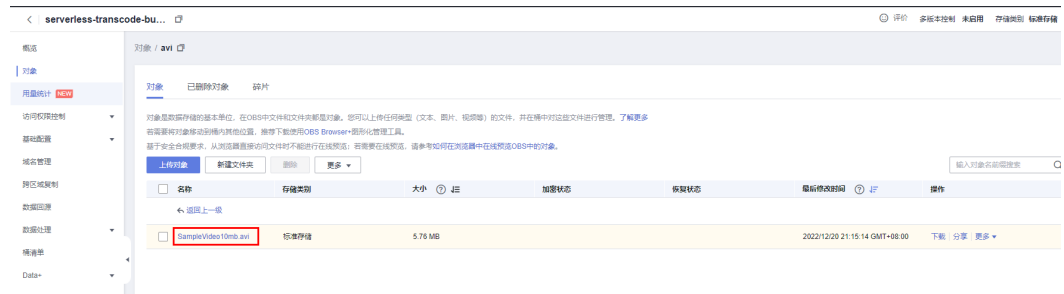 serverless-transcode-bu... 评价 多版本控制 未启用 存储类别 标准存储
概览
对象
用量统计 NEW
访问权限控制
基础配置
域名管理
跨区域复制
数据回源
数据处理
桶清单
Data+
对象 / avi
对象 已删除对象 碎片
对象是数据存储的基本单位，在OBS中文件和文件夹都是对象。您可以上传任何类型（文本、图片、视频等）的文件，并在桶中对这些文件进行管理。了解更多
若需要将对象移动到桶内其他位置，推荐下载使用OBS Browser+图形化管理工具。
基于安全合规要求，从浏览器直接访问文件时不能进行在线预览；若需要在线预览，请参考如何在浏览器中在线预览OBS中的对象。
上传对象 新建文件夹 删除 更多 输入对象名前缀搜索
名称 存储类别 大小 加密状态 恢复状态 最后修改时间 操作
返回上一级
SampleVideo10mb.avi 标准存储 5.76 MB 2022/12/20 21:15:14 GMT+08:00 下载 分享 更多